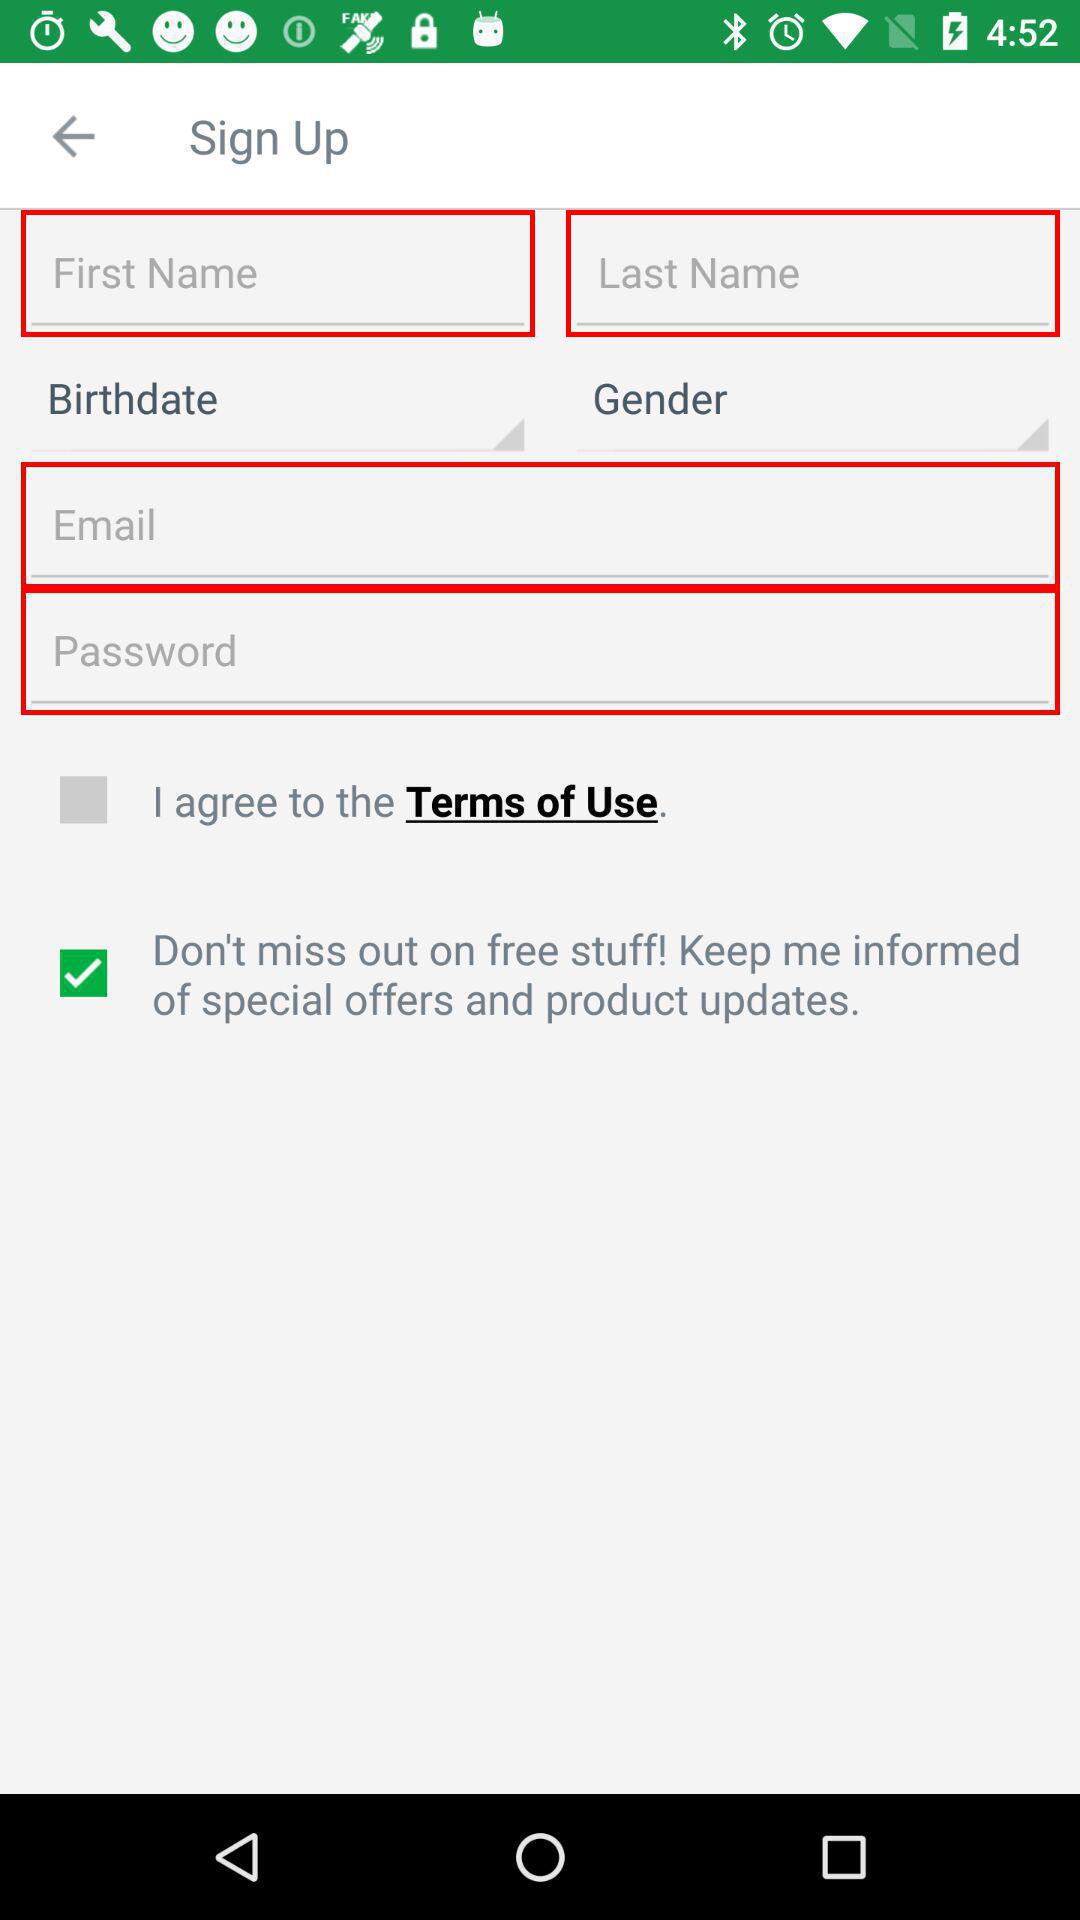 FAKE 4:52
Sign Up
First Name Last Name
Birthdate Gender
Email
Password
I agree to the Terms of Use.
Don't miss out on free stuff! Keep me informed
of special offers and product updates.